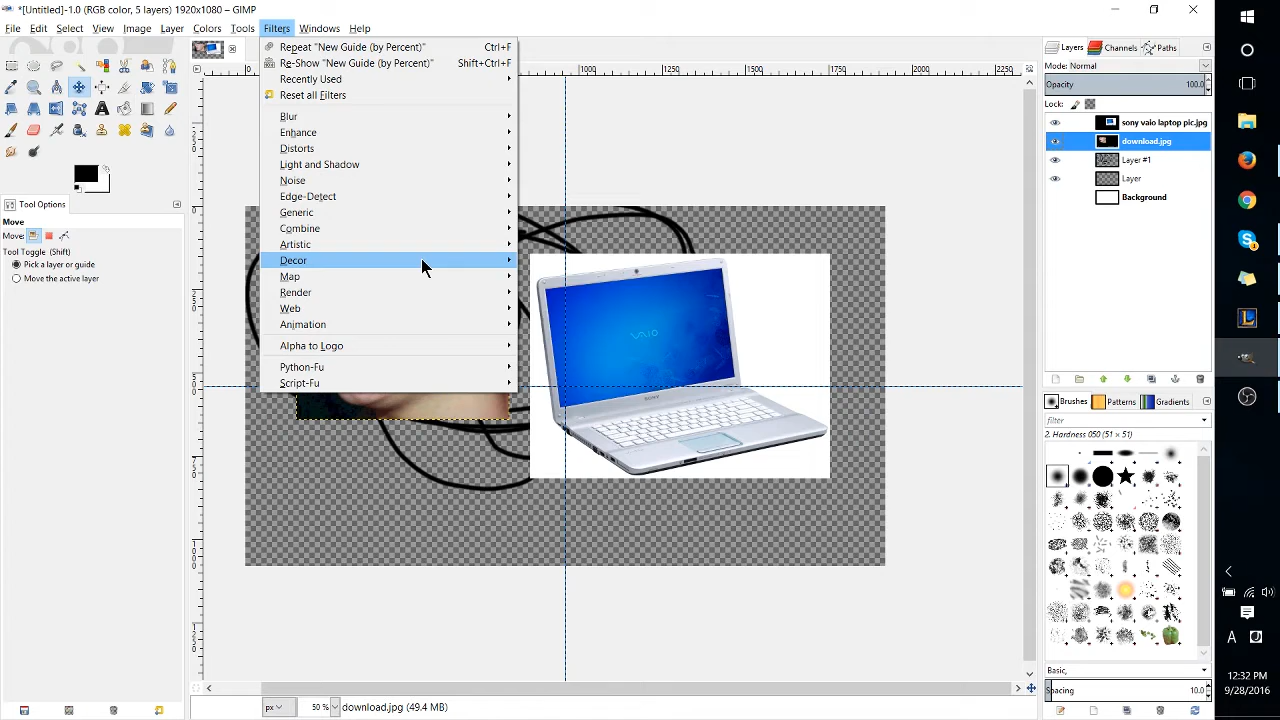 *[Untitled]-1.0 (RGB color, 5 layers) 1920x1080 – GIMP
File Edit Select View Image Layer Colors Tools Filters Windows Help
Repeat "New Guide (by Percent)" Ctrl+F
Re-Show "New Guide (by Percent)" Shift+Ctrl+F
Recently Used
Reset all Filters
Blur
Enhance
Distorts
Light and Shadow
Noise
Edge-Detect
Generic
Combine
Artistic
Decor
Map
Render
Web
Animation
Alpha to Logo
Python-Fu
Script-Fu
Tool Options
Move
Move:
Tool Toggle (Shift)
Pick a layer or guide
Move the active layer
0 1000 1250 1500 1750 2000 2250
VAIO
SONY
px 50 % download.jpg (49.4 MB)
Layers Channels Paths
Mode: Normal
Opacity 100.0
Lock:
sony vaio laptop pic.jpg
download.jpg
Layer #1
Layer
Background
Brushes Patterns Gradients
filter
2. Hardness 050 (51 × 51)
Basic,
Spacing 10.0
A
12:32 PM
9/28/2016